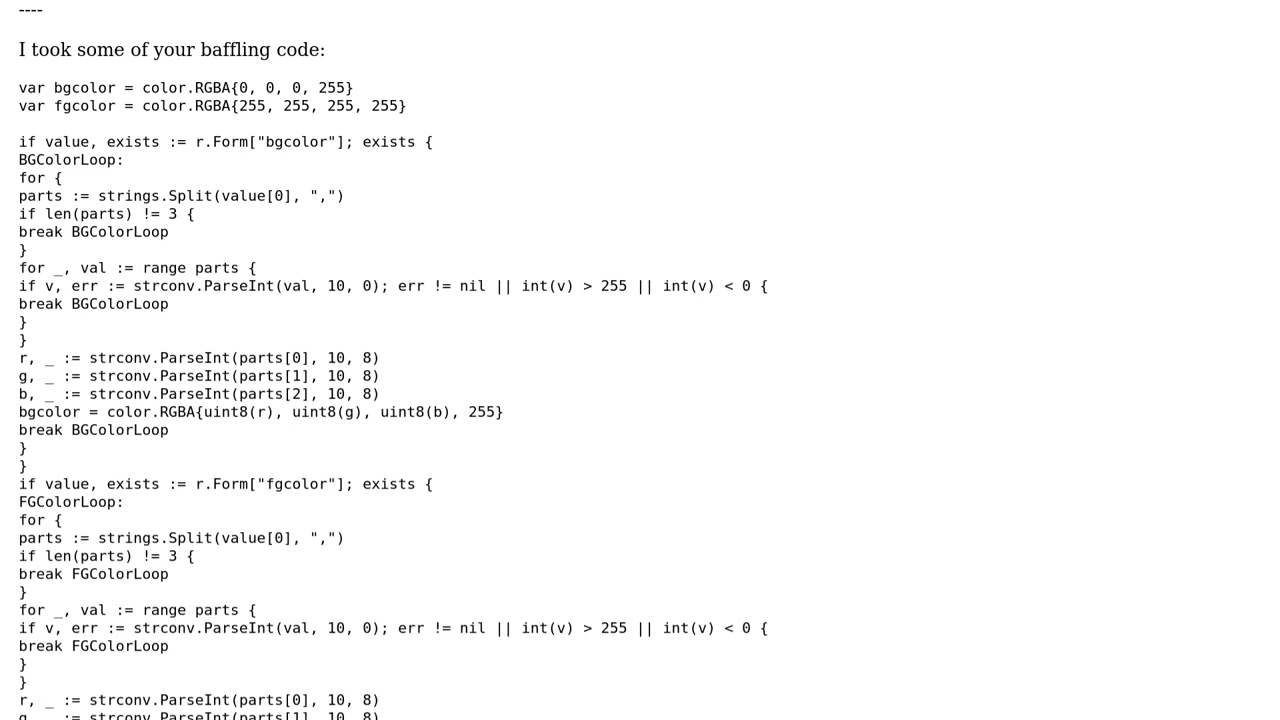 ----
I took some of your baffling code:
var bgcolor = color.RGBA{0, 0, 0, 255}
var fgcolor = color.RGBA{255, 255, 255, 255}
if value, exists := r.Form["bgcolor"]; exists {
BGColorLoop:
for {
parts := strings.Split(value[0], ",")
if len(parts) != 3 {
break BGColorLoop
}
for _, val := range parts {
if v, err := strconv.ParseInt(val, 10, 0); err != nil || int(v) > 255 || int(v) < 0 {
break BGColorLoop
}
}
r, _ := strconv.ParseInt(parts[0], 10, 8)
g, _ := strconv.ParseInt(parts[1], 10, 8)
b, _ := strconv.ParseInt(parts[2], 10, 8)
bgcolor = color.RGBA{uint8(r), uint8(g), uint8(b), 255}
break BGColorLoop
}
}
if value, exists := r.Form["fgcolor"]; exists {
FGColorLoop:
for {
parts := strings.Split(value[0], ",")
if len(parts) != 3 {
break FGColorLoop
}
for _, val := range parts {
if v, err := strconv.ParseInt(val, 10, 0); err != nil || int(v) > 255 || int(v) < 0 {
break FGColorLoop
}
}
r, _ := strconv.ParseInt(parts[0], 10, 8)
g, _ := strconv.ParseInt(parts[1], 10, 8)